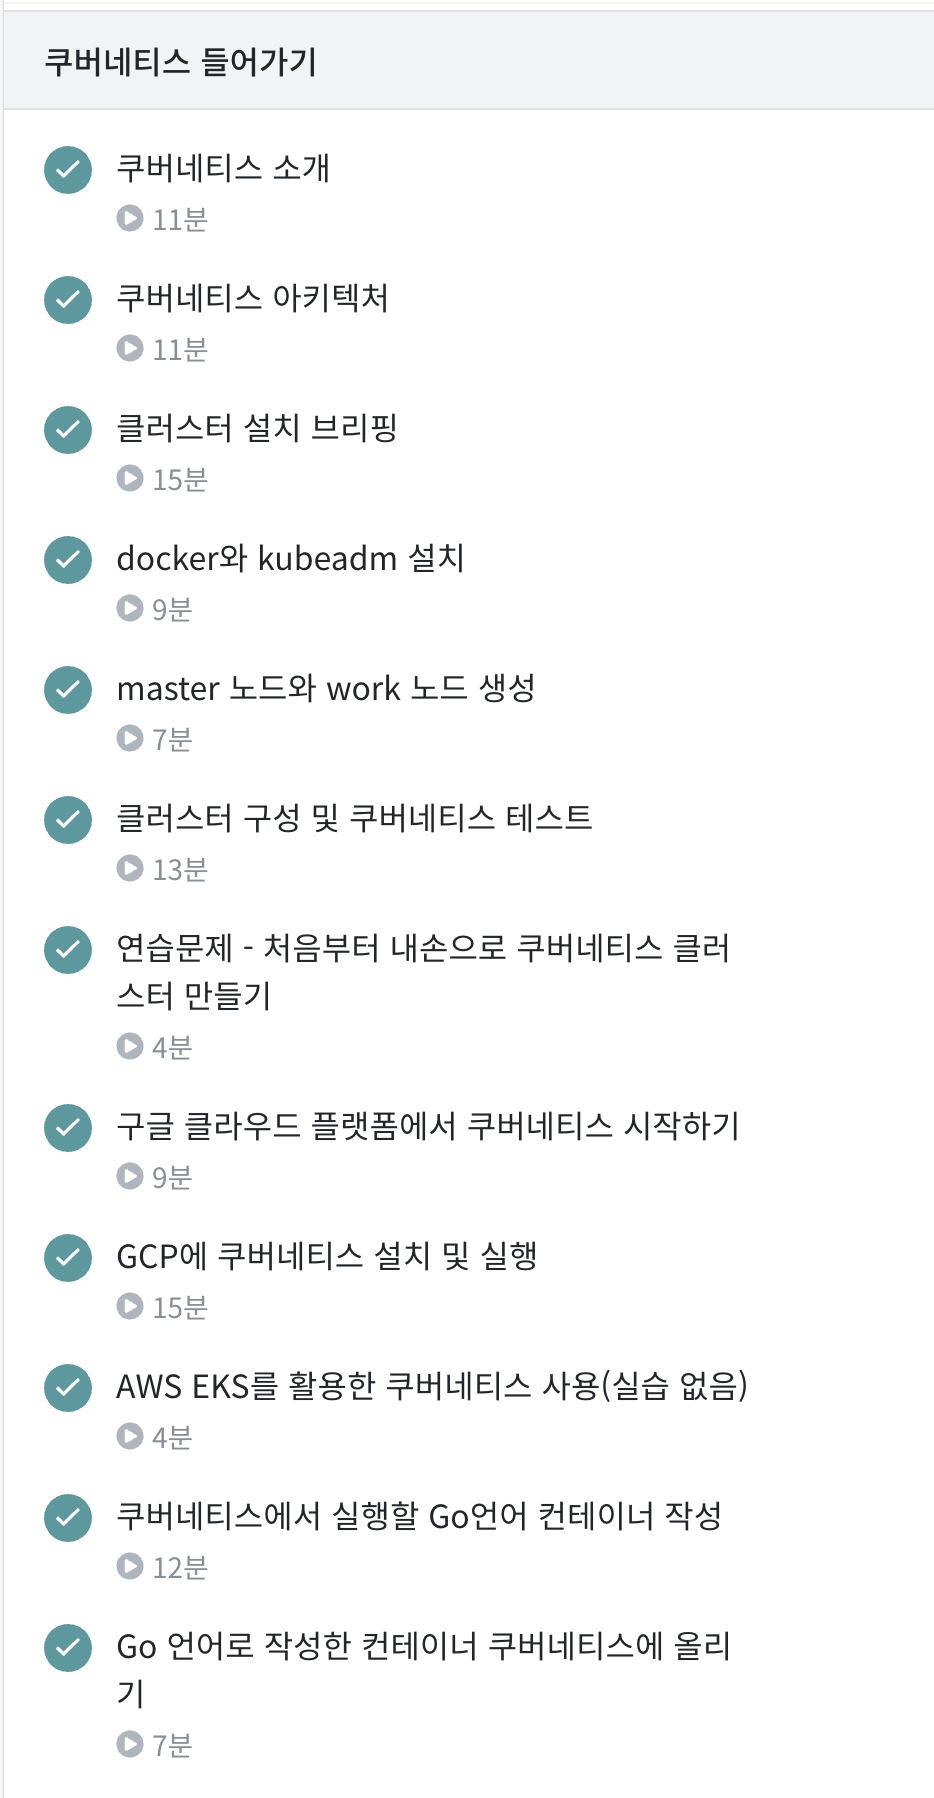 쿠버네티스 들어가기
쿠버네티스 소개
11분
쿠버네티스 아키텍처
11분
클러스터 설치 브리핑
15분
docker와 kubeadm 설치
9분
master 노드와 work 노드 생성
7분
클러스터 구성 및 쿠버네티스 테스트
13분
연습문제 - 처음부터 내손으로 쿠버네티스 클러
스터 만들기
4분
구글 클라우드 플랫폼에서 쿠버네티스 시작하기
9분
GCP에 쿠버네티스 설치 및 실행
15분
AWS EKS를 활용한 쿠버네티스 사용(실습 없음)
4분
쿠버네티스에서 실행할 Go언어 컨테이너 작성
12분
Go 언어로 작성한 컨테이너 쿠버네티스에 올리
기
7분